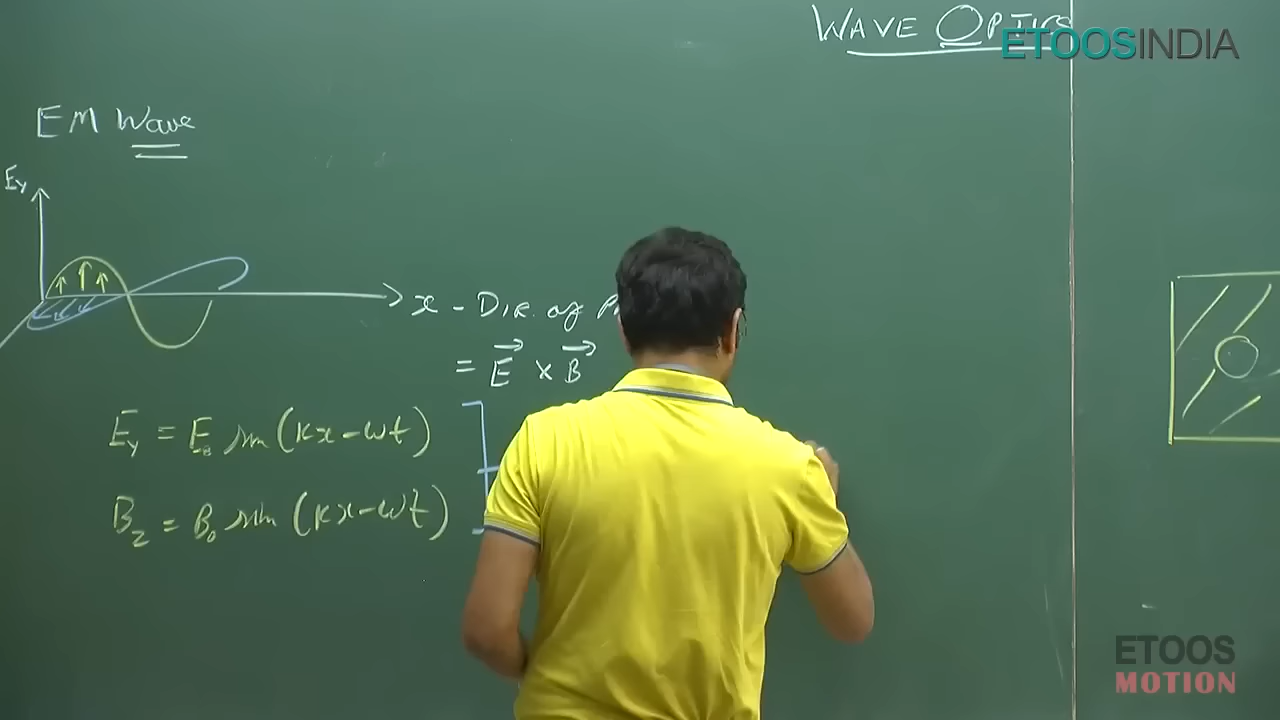 WAVE OPTICS
ETOOSINDIA
EM Wave
Ey
x - DIR. of
= E⃗ × B⃗
Ey = E₀ sin (kx-ωt)
Bz = B₀ sin (kx-ωt)
ETOOS
MOTION